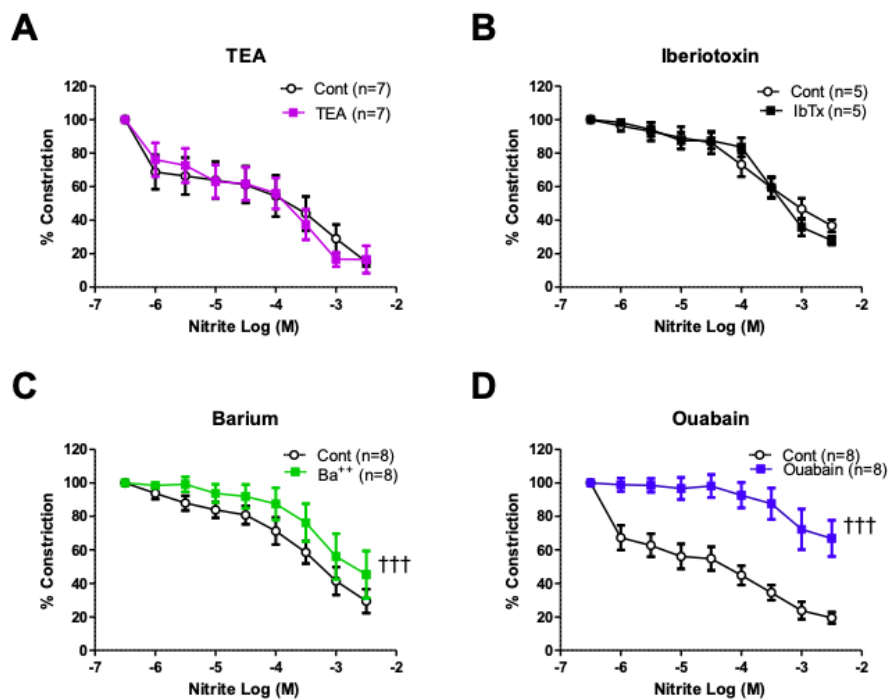 A
TEA
Cont (n=7)
TEA (n=7)
120
100
80
60
40
20
0
% Constriction
-7
-6
-5
-4
-3
-2
Nitrite Log (M)
B
Iberiotoxin
Cont (n=5)
IbTx (n=5)
120
100
80
60
40
20
0
% Constriction
-7
-6
-5
-4
-3
-2
Nitrite Log (M)
C
Barium
Cont (n=8)
Ba++ (n=8)
120
100
80
60
40
20
0
% Constriction
†††
-7
-6
-5
-4
-3
-2
Nitrite Log (M)
D
Ouabain
Cont (n=8)
Ouabain (n=8)
120
100
80
60
40
20
0
% Constriction
†††
-7
-6
-5
-4
-3
-2
Nitrite Log (M)